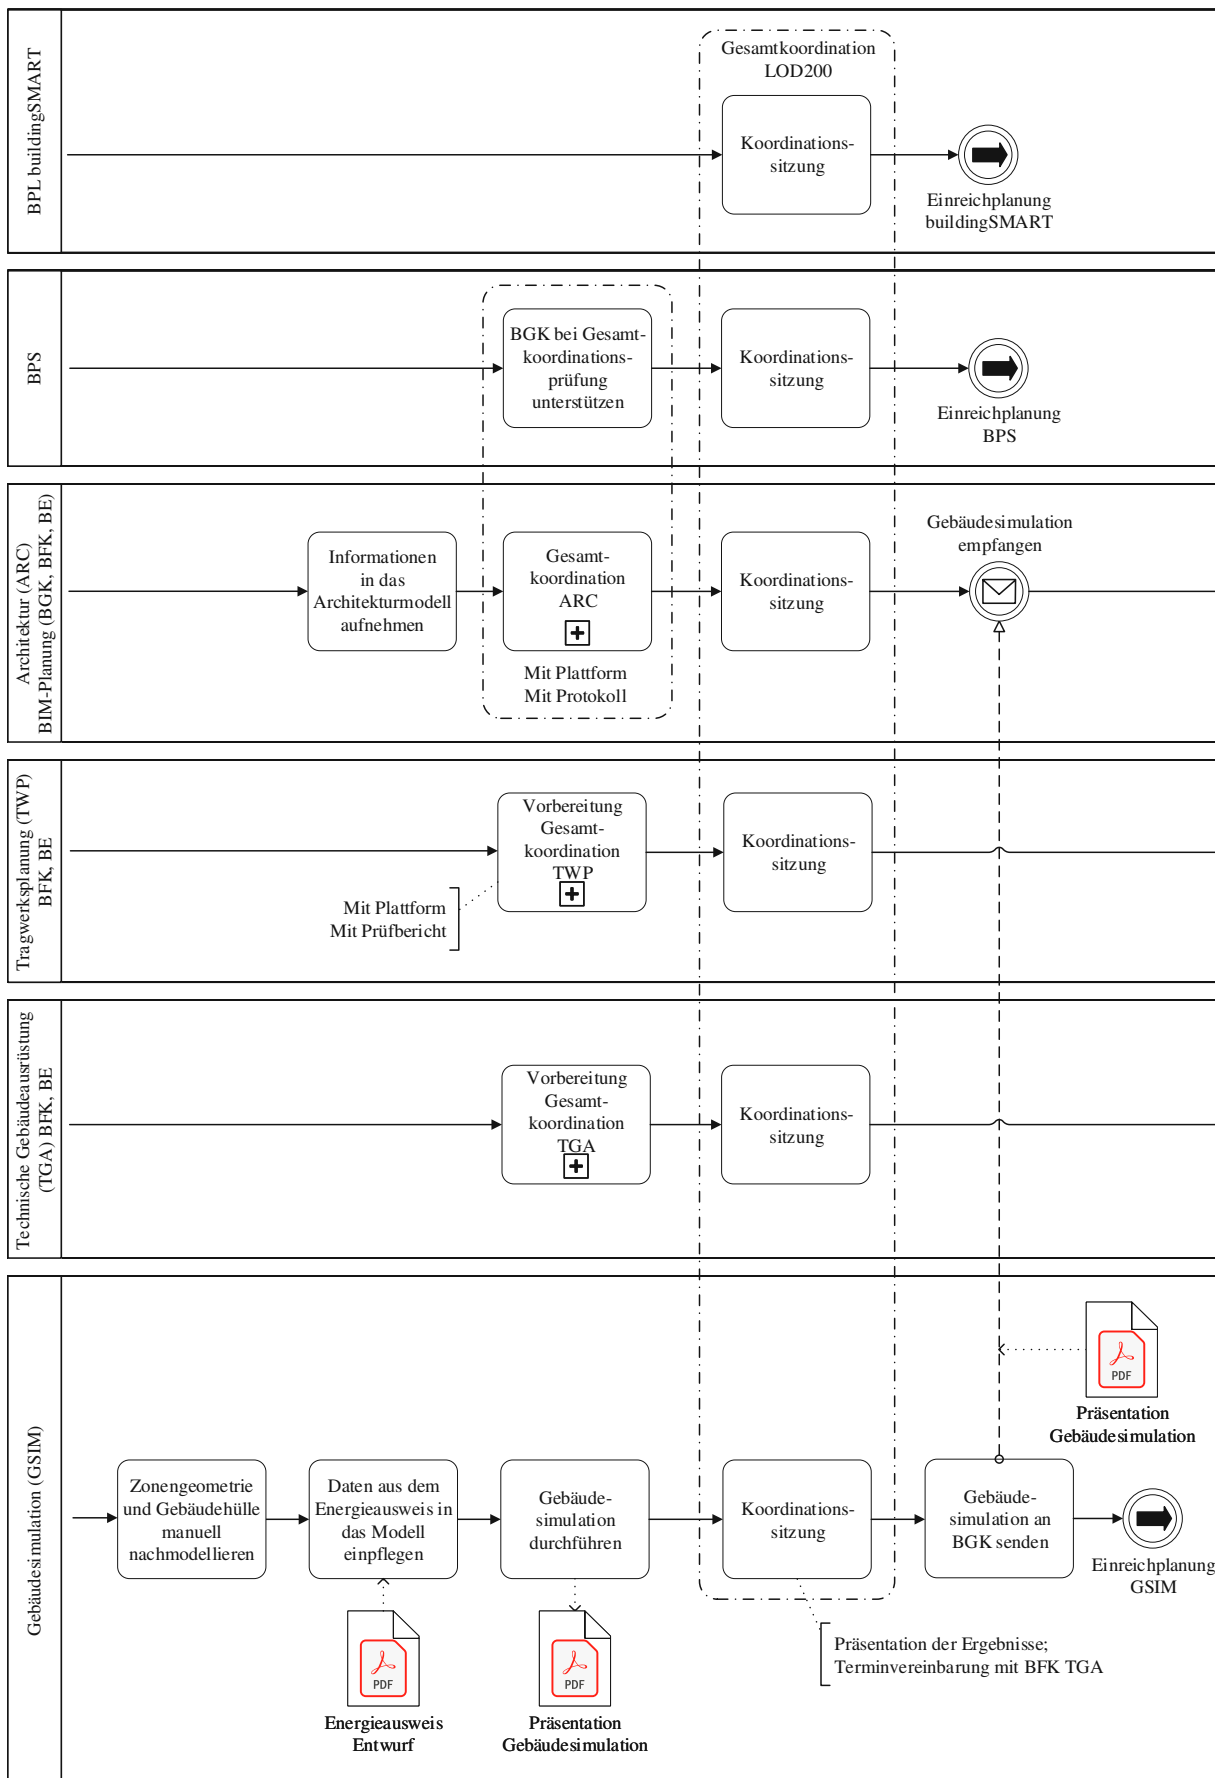 BPL buildingSMART
Gesamtkoordination
LOD200
Koordinations-
sitzung
Einreichplanung
buildingSMART
BPS
BGK bei Gesamt-
koordinations-
prüfung
unterstützen
Koordinations-
sitzung
Einreichplanung
BPS
Architektur (ARC)
BIM-Planung (BGK, BFK, BE)
Informationen
in das
Architekturmodell
aufnehmen
Gesamt-
koordination
ARC
Mit Plattform
Mit Protokoll
Koordinations-
sitzung
Gebäudesimulation
empfangen
Tragwerksplanung (TWP)
BFK, BE
Vorbereitung
Gesamt-
koordination
TWP
Mit Plattform
Mit Prüfbericht
Koordinations-
sitzung
Technische Gebäudeausrüstung
(TGA) BFK, BE
Vorbereitung
Gesamt-
koordination
TGA
Koordinations-
sitzung
Gebäudesimulation (GSIM)
Zonengeometrie
und Gebäudehülle
manuell
nachmodellieren
Daten aus dem
Energieausweis in
das Modell
einpflegen
PDF
Energieausweis
Entwurf
Gebäude-
simulation
durchführen
PDF
Präsentation
Gebäudesimulation
Koordinations-
sitzung
Präsentation der Ergebnisse;
Terminvereinbarung mit BFK TGA
PDF
Präsentation
Gebäudesimulation
Gebäude-
simulation an
BGK senden
Einreichplanung
GSIM